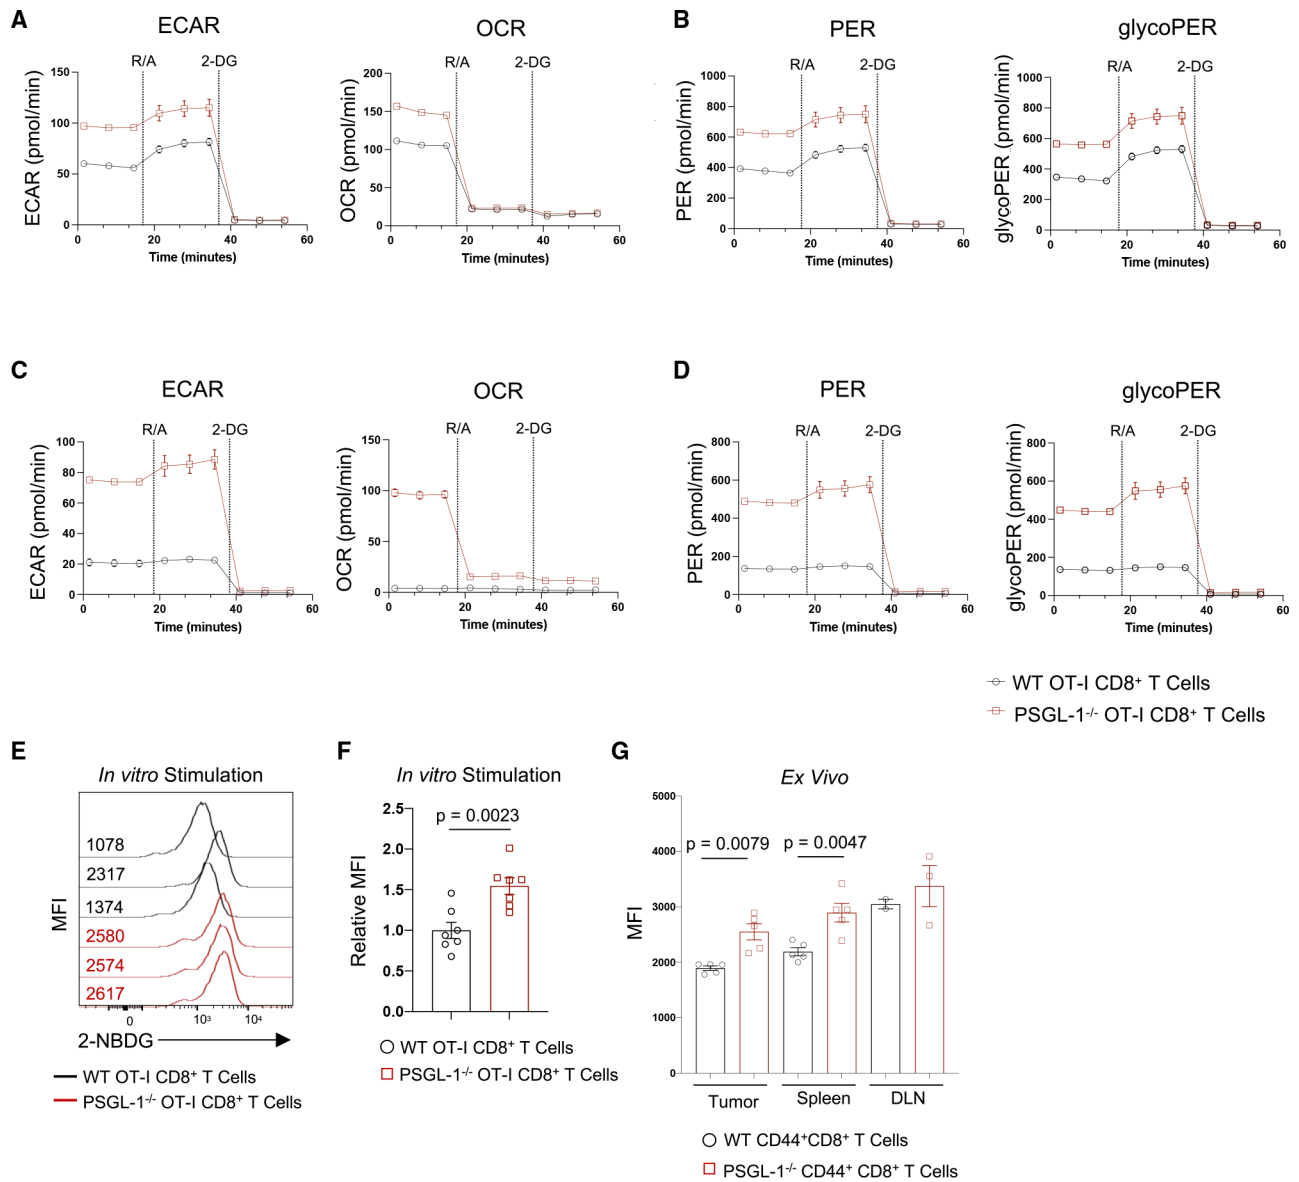 A
ECAR
R/A
2-DG
ECAR (pmol/min)
150
100
50
0
0
20
40
60
Time (minutes)
OCR
R/A
2-DG
OCR (pmol/min)
200
150
100
50
0
0
20
40
60
Time (minutes)
B
PER
R/A
2-DG
PER (pmol/min)
1000
800
600
400
200
0
0
20
40
60
Time (minutes)
glycoPER
R/A
2-DG
glycoPER (pmol/min)
1000
800
600
400
200
0
0
20
40
60
Time (minutes)
C
ECAR
R/A
2-DG
ECAR (pmol/min)
100
80
60
40
20
0
0
20
40
60
Time (minutes)
OCR
R/A
2-DG
OCR (pmol/min)
150
100
50
0
0
20
40
60
Time (minutes)
D
PER
R/A
2-DG
PER (pmol/min)
800
600
400
200
0
0
20
40
60
Time (minutes)
glycoPER
R/A
2-DG
glycoPER (pmol/min)
800
600
400
200
0
0
20
40
60
Time (minutes)
WT OT-I CD8⁺ T Cells
PSGL-1⁻/⁻ OT-I CD8⁺ T Cells
E
In vitro Stimulation
MFI
1078
2317
1374
2580
2574
2617
0
10³
10⁴
2-NBDG
WT OT-I CD8⁺ T Cells
PSGL-1⁻/⁻ OT-I CD8⁺ T Cells
F
In vitro Stimulation
p = 0.0023
Relative MFI
2.5
2.0
1.5
1.0
0.5
0.0
WT OT-I CD8⁺ T Cells
PSGL-1⁻/⁻ OT-I CD8⁺ T Cells
G
Ex Vivo
p = 0.0079
p = 0.0047
MFI
5000
4000
3000
2000
1000
0
Tumor
Spleen
DLN
WT CD44⁺CD8⁺ T Cells
PSGL-1⁻/⁻ CD44⁺ CD8⁺ T Cells